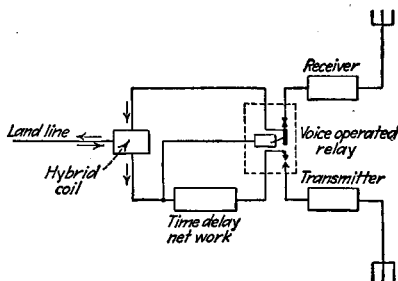 Receiver
Land line
Voice operated
relay
Hybrid
coil
Transmitter
Time delay
net work